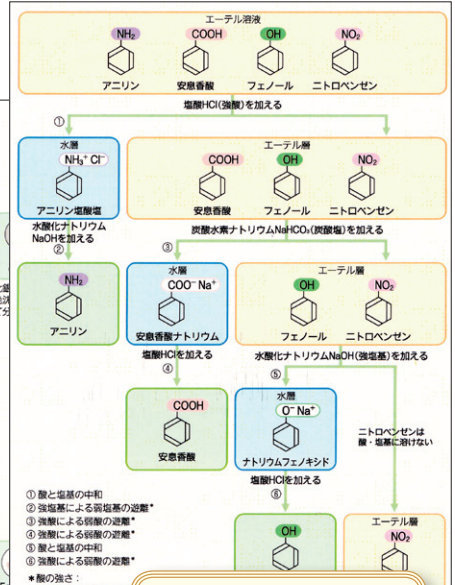 エーテル溶液
NH₂ COOH OH NO₂
アニリン 安息香酸 フェノール ニトロベンゼン
塩酸HCl(強酸)を加える
①
水層
NH₃⁺ Cl⁻
アニリン塩酸塩
エーテル層
COOH OH NO₂
安息香酸 フェノール ニトロベンゼン
水酸化ナトリウム
NaOHを加える
②
炭酸水素ナトリウムNaHCO₃(炭酸塩)を加える
③
NH₂
アニリン
水層
COO⁻ Na⁺
安息香酸ナトリウム
エーテル層
OH NO₂
フェノール ニトロベンゼン
塩酸HClを加える
④
水酸化ナトリウムNaOH(強塩基)を加える
⑤
COOH
安息香酸
水層
O⁻ Na⁺
ナトリウムフェノキシド
ニトロベンゼンは
酸・塩基に溶けない
塩酸HClを加える
⑥
OH
エーテル層
NO₂
① 酸と塩基の中和
② 強塩基による弱塩基の遊離*
③ 強酸による弱酸の遊離*
④ 強酸による弱酸の遊離*
⑤ 酸と塩基の中和
⑥ 強酸による弱酸の遊離*
*酸の強さ: